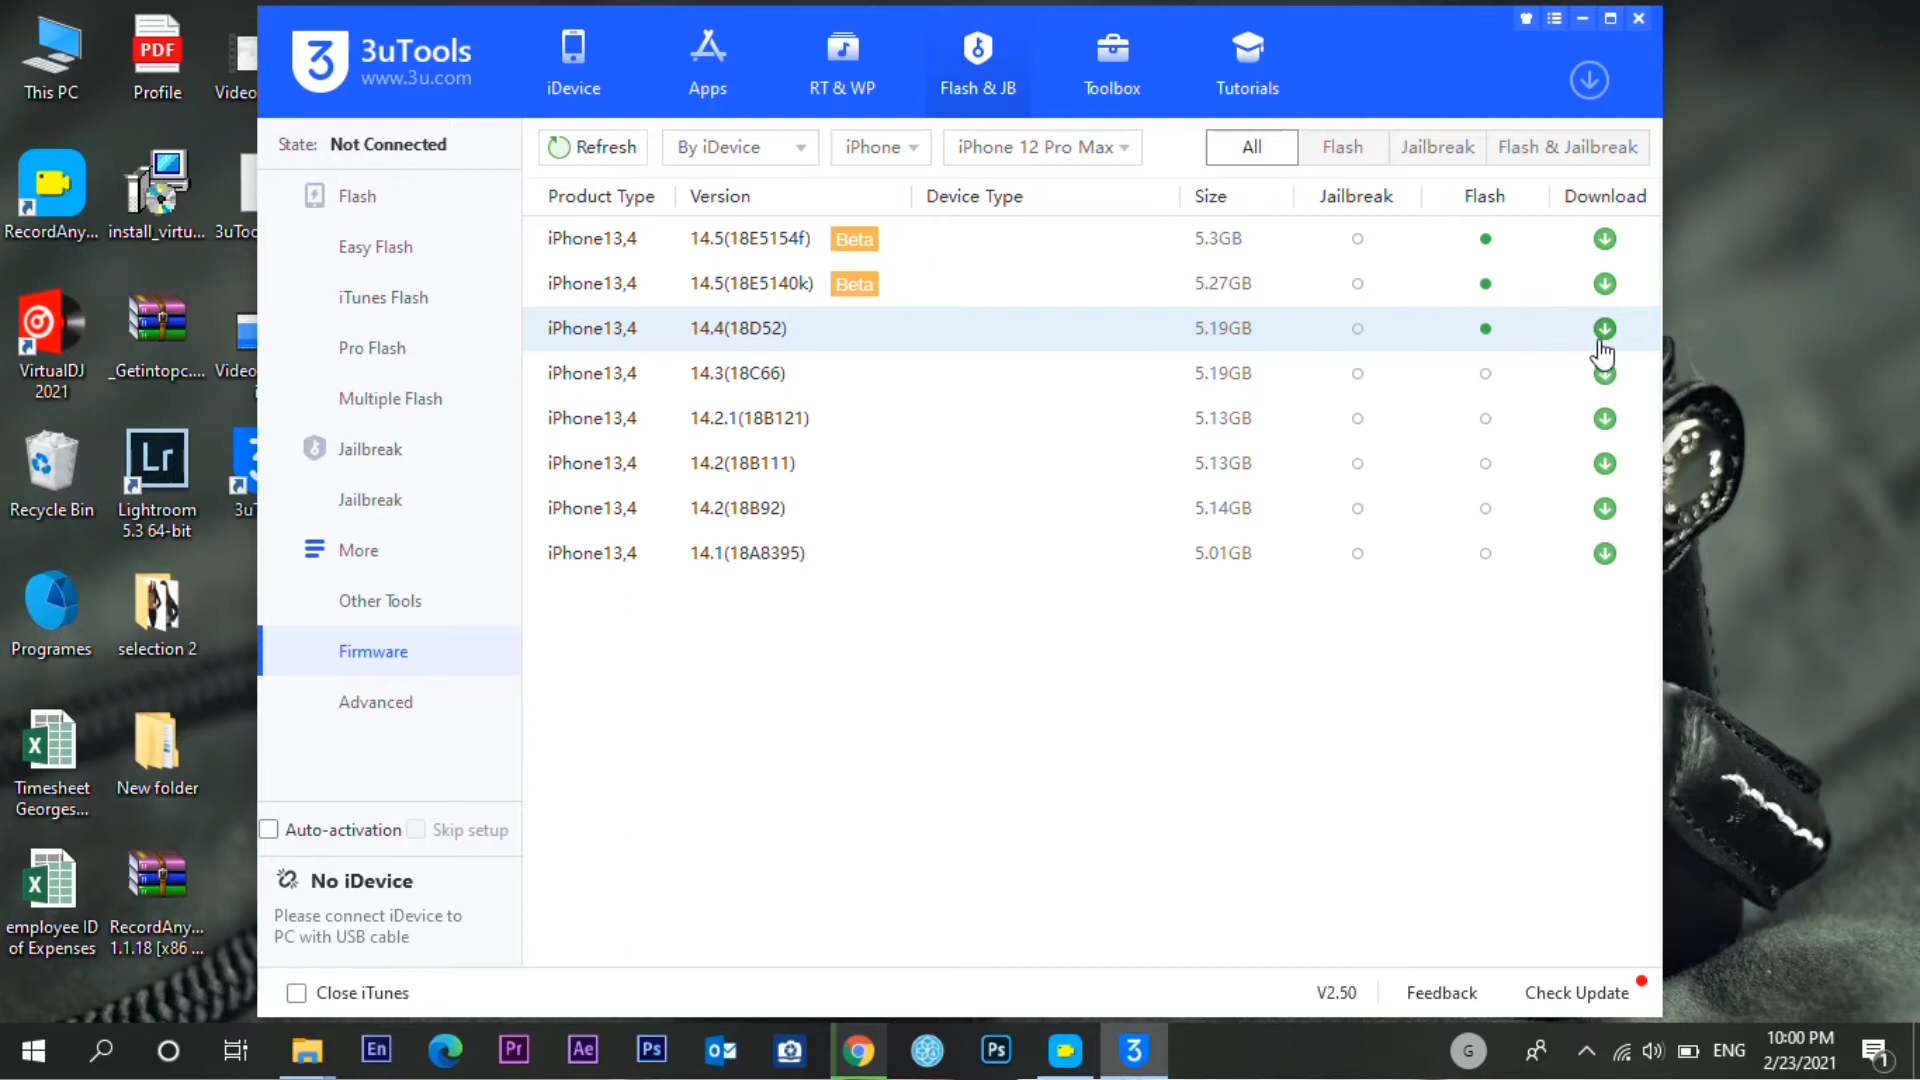 This PC
Profile
Video
RecordAny...
install_virtu...
3uToo
VirtualDJ
2021
_Getintopc....
Video
i
Recycle Bin
Lightroom
5.3 64-bit
3uT
Programes
selection 2
Timesheet
Georges...
New folder
employee ID
of Expenses
RecordAny...
1.1.18 [x86 ...
PDF
Lr
3
3uTools
www.3u.com
iDevice
Apps
RT & WP
Flash & JB
Toolbox
Tutorials
State: Not Connected
Flash
Easy Flash
iTunes Flash
Pro Flash
Multiple Flash
Jailbreak
Jailbreak
More
Other Tools
Firmware
Advanced
Auto-activation Skip setup
No iDevice
Please connect iDevice to
PC with USB cable
Refresh By iDevice iPhone iPhone 12 Pro Max All Flash Jailbreak Flash & Jailbreak
Product Type Version Device Type Size Jailbreak Flash Download
iPhone13,4 14.5(18E5154f) Beta 5.3GB
iPhone13,4 14.5(18E5140k) Beta 5.27GB
iPhone13,4 14.4(18D52) 5.19GB
iPhone13,4 14.3(18C66) 5.19GB
iPhone13,4 14.2.1(18B121) 5.13GB
iPhone13,4 14.2(18B111) 5.13GB
iPhone13,4 14.2(18B92) 5.14GB
iPhone13,4 14.1(18A8395) 5.01GB
Close iTunes V2.50 Feedback Check Update
En Pr Ae Ps Ps 3 G ENG
10:00 PM
2/23/2021
1